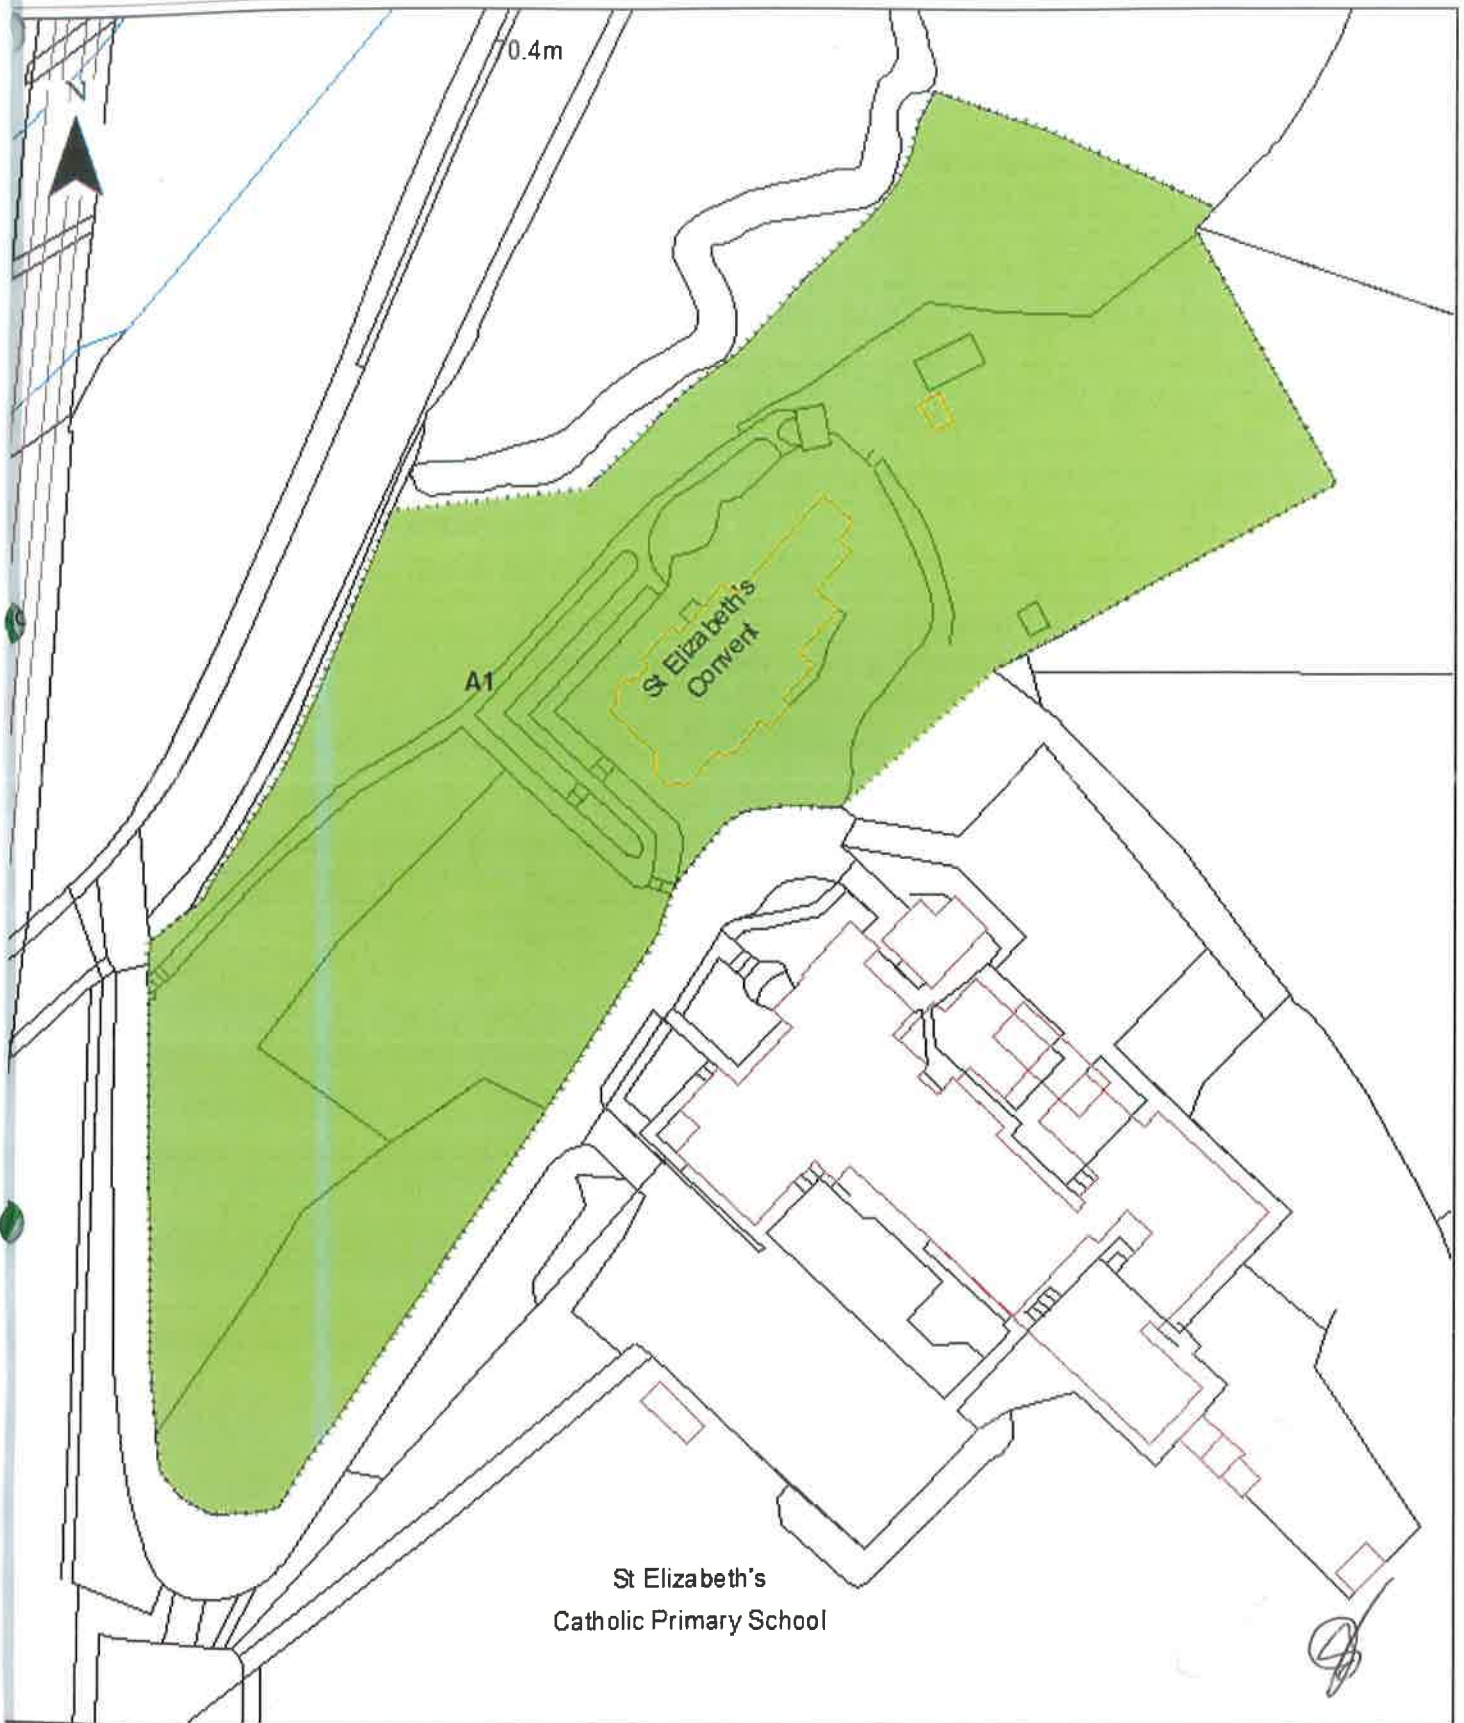 70.4m
N
A1
St Elizabeth's
Convent
St Elizabeth's
Catholic Primary School